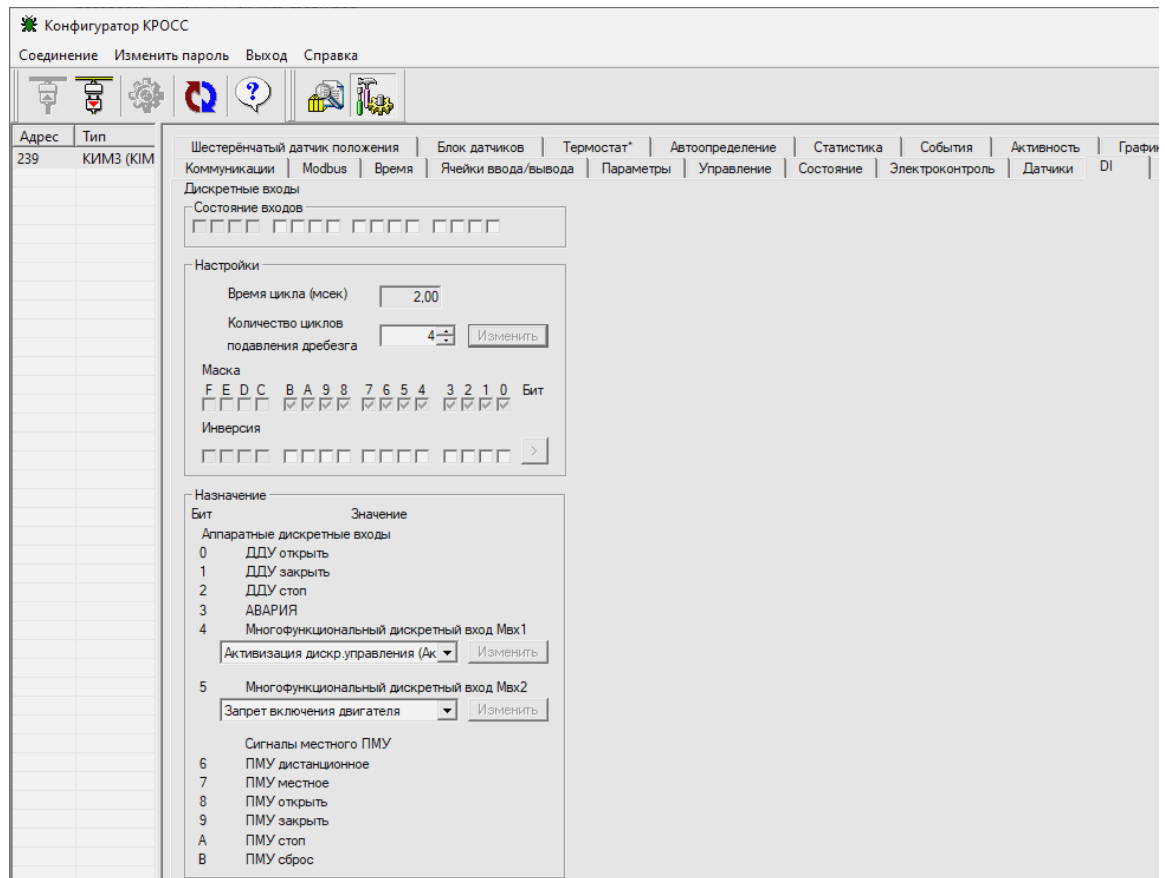 Конфигуратор КРОСС
Соединение Изменить пароль Выход Справка
Адрес Тип
239 КИМ3 (KIM
Шестерёнчатый датчик положения Блок датчиков Термостат* Автоопределение Статистика События Активность График
Коммуникации Modbus Время Ячейки ввода/вывода Параметры Управление Состояние Электроконтроль Датчики DI
Дискретные входы
Состояние входов
Настройки
Время цикла (мсек) 2,00
Количество циклов
подавления дребезга 4 Изменить
Маска
F E D C B A 9 8 7 6 5 4 3 2 1 0 Бит
Инверсия
>
Назначение
Бит Значение
Аппаратные дискретные входы
0 ДДУ открыть
1 ДДУ закрыть
2 ДДУ стоп
3 АВАРИЯ
4 Многофункциональный дискретный вход Мвх1
Активизация дискр.управления (Ак Изменить
5 Многофункциональный дискретный вход Мвх2
Запрет включения двигателя Изменить
Сигналы местного ПМУ
6 ПМУ дистанционное
7 ПМУ местное
8 ПМУ открыть
9 ПМУ закрыть
A ПМУ стоп
B ПМУ сброс